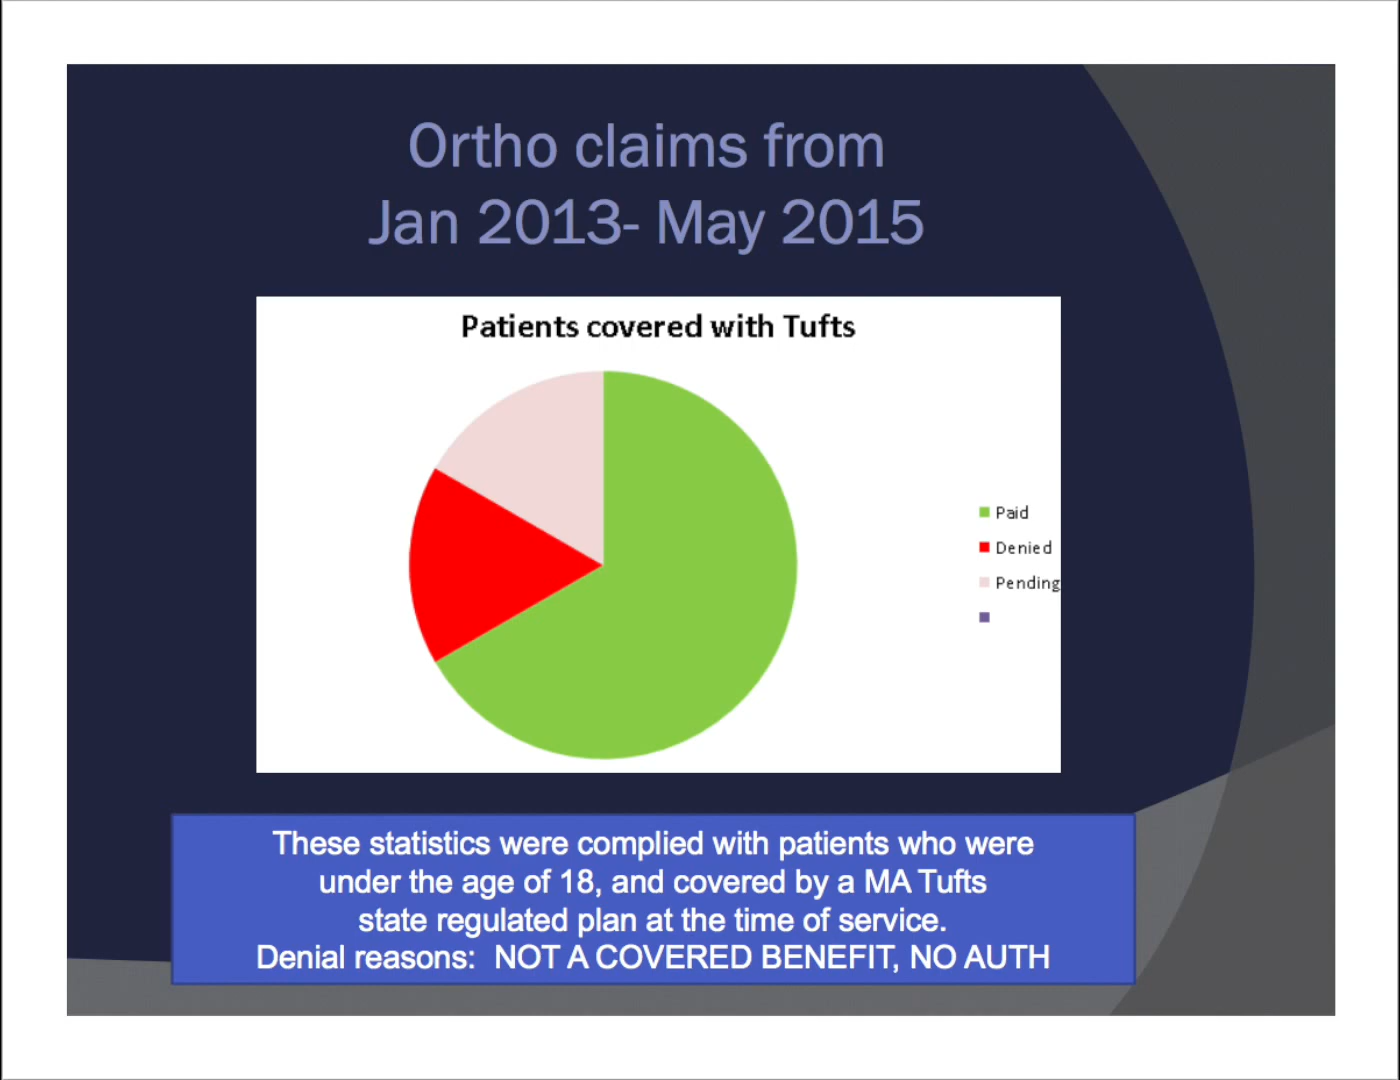 Ortho claims from
Jan 2013- May 2015
Patients covered with Tufts
Paid
Denied
Pending
These statistics were complied with patients who were
under the age of 18, and covered by a MA Tufts
state regulated plan at the time of service.
Denial reasons:  NOT A COVERED BENEFIT, NO AUTH